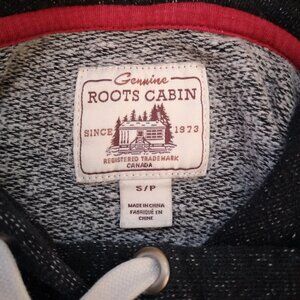 Genuine
ROOTS CABIN
SINCE 1973
REGISTERED TRADEMARK
CANADA
S/P
MADE IN CHINA
FABRIQUÉ EN
CHINE